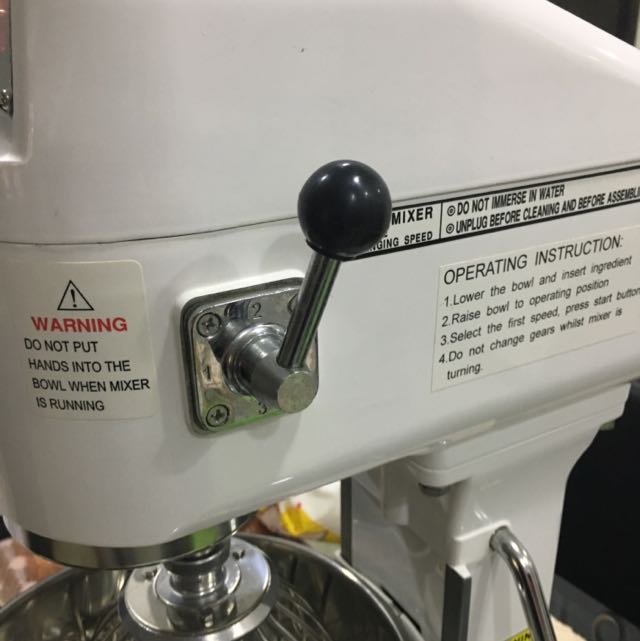 MIXER
GING SPEED
⊙ DO NOT IMMERSE IN WATER
⊙ UNPLUG BEFORE CLEANING AND BEFORE ASSEMBLI
OPERATING INSTRUCTION:
1.Lower the bowl and insert ingredient
2.Raise bowl to operating position
3.Select the first speed, press start button
4.Do not change gears whilst mixer is
turning.
WARNING
DO NOT PUT
HANDS INTO THE
BOWL WHEN MIXER
IS RUNNING
2
1
3